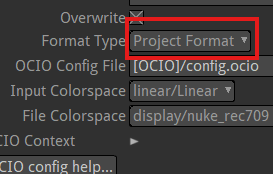 Overwrite
Format Type Project Format
OCIO Config File [OCIO]/config.ocio
Input Colorspace linear/Linear
File Colorspace display/nuke_rec709
CIO Context
CIO config help...